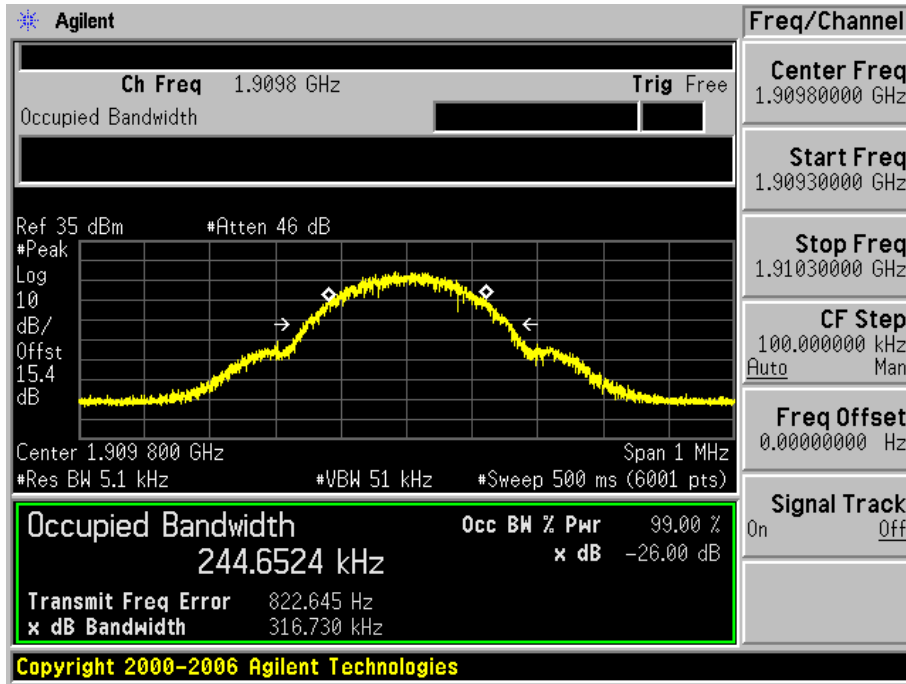 Agilent
Freq/Channel
Ch Freq 1.9098 GHz Trig Free
Occupied Bandwidth
Center Freq
1.90980000 GHz
Start Freq
1.90930000 GHz
Stop Freq
1.91030000 GHz
CF Step
100.000000 kHz
Auto Man
Freq Offset
0.00000000 Hz
Signal Track
On Off
Ref 35 dBm #Atten 46 dB
#Peak
Log
10
dB/
Offst
15.4
dB
Center 1.909 800 GHz Span 1 MHz
#Res BW 5.1 kHz #VBW 51 kHz #Sweep 500 ms (6001 pts)
Occupied Bandwidth Occ BW % Pwr 99.00 %
244.6524 kHz x dB -26.00 dB
Transmit Freq Error 822.645 Hz
x dB Bandwidth 316.730 kHz
Copyright 2000-2006 Agilent Technologies